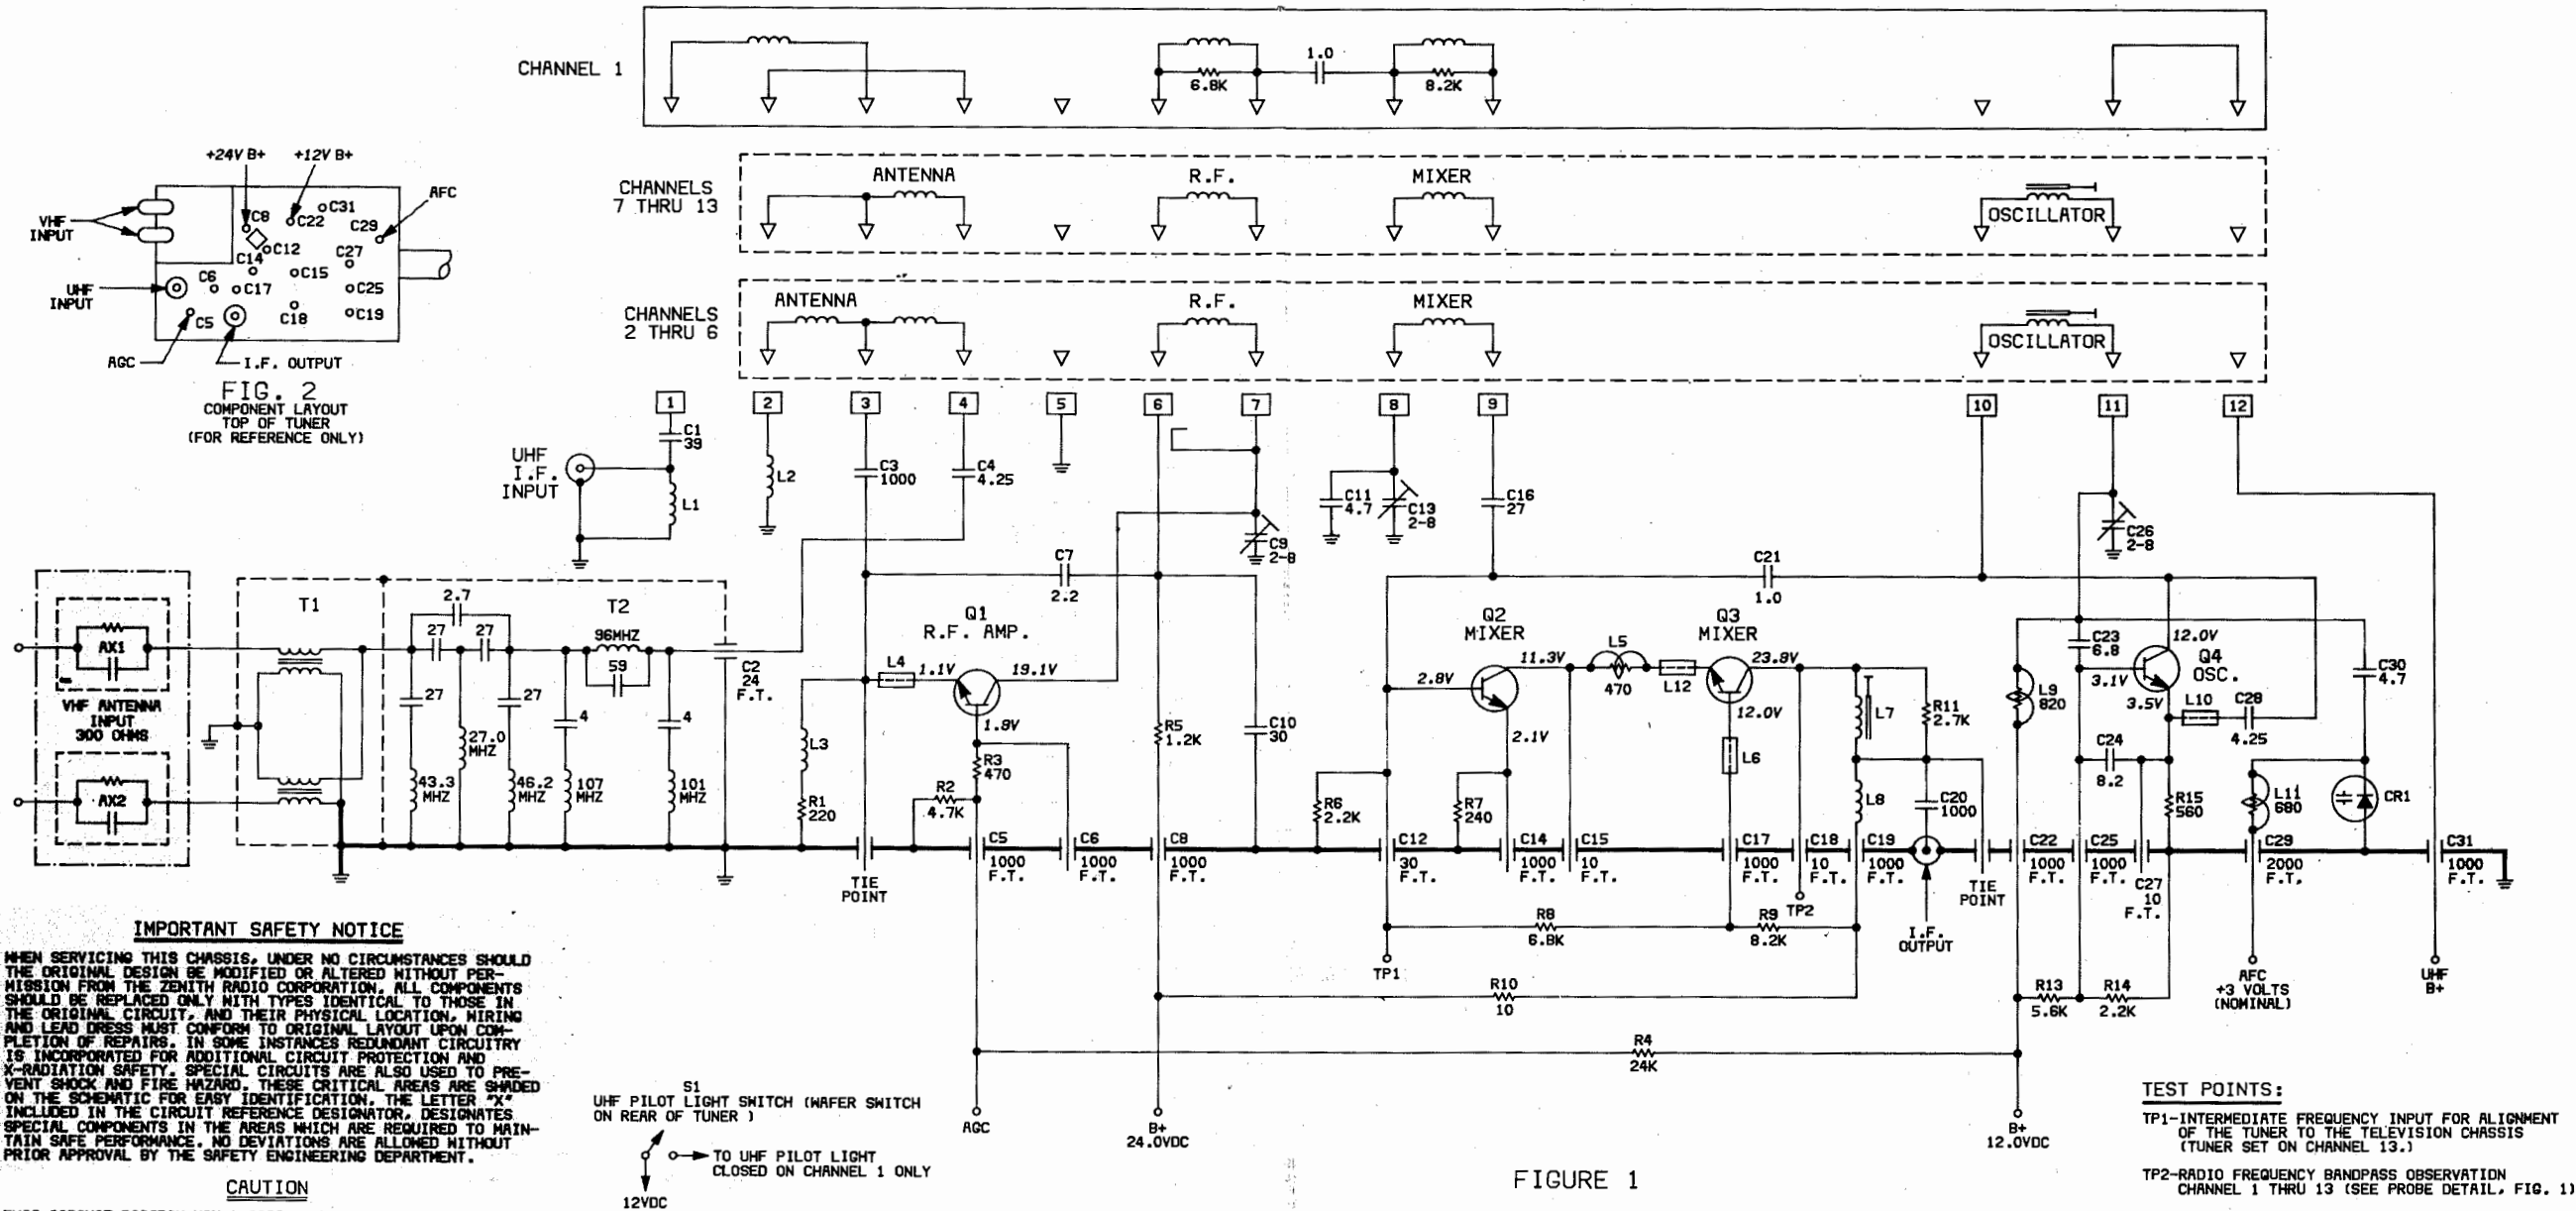 CHANNEL 1
6.8K
1.0
8.2K
CHANNELS
7 THRU 13
ANTENNA
R.F.
MIXER
OSCILLATOR
CHANNELS
2 THRU 6
ANTENNA
R.F.
MIXER
OSCILLATOR
+24V B+
+12V B+
AFC
VHF
INPUT
C8
C31
C22
C29
C12
C14
C27
C15
C6
C17
C25
UHF
INPUT
C5
C18
C19
AGC
I.F. OUTPUT
FIG. 2
COMPONENT LAYOUT
TOP OF TUNER
(FOR REFERENCE ONLY)
1
2
3
4
5
6
7
8
9
10
11
12
UHF
I.F.
INPUT
C1
39
L1
L2
C3
1000
C4
4.25
C9
2-8
C11
4.7
C13
2-8
C16
27
C26
2-8
C7
2.2
C21
1.0
AX1
VHF ANTENNA
INPUT
300 OHMS
AX2
T1
T2
2.7
27
27
27
27
27.0
MHZ
43.3
MHZ
46.2
MHZ
96MHZ
59
4
4
107
MHZ
101
MHZ
C2
24
F.T.
Q1
R.F. AMP.
L4
1.1V
19.1V
1.8V
L3
R1
220
R2
4.7K
R3
470
R5
1.2K
C10
30
Q2
MIXER
2.8V
11.3V
2.1V
L5
470
L12
Q3
MIXER
23.8V
12.0V
L6
L7
R11
2.7K
L8
C20
1000
R6
2.2K
R7
240
L9
820
C23
6.8
12.0V
Q4
OSC.
3.1V
3.5V
L10
C28
4.25
C30
4.7
C24
8.2
R15
560
L11
680
CR1
TIE
POINT
C5
1000
F.T.
C6
1000
F.T.
C8
1000
F.T.
C12
30
F.T.
C14
1000
F.T.
C15
10
F.T.
C17
1000
F.T.
C18
10
F.T.
C19
1000
F.T.
TIE
POINT
C22
1000
F.T.
C25
1000
F.T.
C27
10
F.T.
C29
2000
F.T.
C31
1000
F.T.
TP2
I.F.
OUTPUT
R8
6.8K
R9
8.2K
TP1
R10
10
R13
5.6K
R14
2.2K
AFC
+3 VOLTS
(NOMINAL)
UHF
B+
R4
24K
AGC
B+
24.0VDC
B+
12.0VDC
IMPORTANT SAFETY NOTICE
WHEN SERVICING THIS CHASSIS, UNDER NO CIRCUMSTANCES SHOULD
THE ORIGINAL DESIGN BE MODIFIED OR ALTERED WITHOUT PER-
MISSION FROM THE ZENITH RADIO CORPORATION. ALL COMPONENTS
SHOULD BE REPLACED ONLY WITH TYPES IDENTICAL TO THOSE IN
THE ORIGINAL CIRCUIT, AND THEIR PHYSICAL LOCATION, WIRING
AND LEAD DRESS MUST CONFORM TO ORIGINAL LAYOUT UPON COM-
PLETION OF REPAIRS. IN SOME INSTANCES REDUNDANT CIRCUITRY
IS INCORPORATED FOR ADDITIONAL CIRCUIT PROTECTION AND
X-RADIATION SAFETY. SPECIAL CIRCUITS ARE ALSO USED TO PRE-
VENT SHOCK AND FIRE HAZARD. THESE CRITICAL AREAS ARE SHADED
ON THE SCHEMATIC FOR EASY IDENTIFICATION. THE LETTER "X"
INCLUDED IN THE CIRCUIT REFERENCE DESIGNATOR, DESIGNATES
SPECIAL COMPONENTS IN THE AREAS WHICH ARE REQUIRED TO MAIN-
TAIN SAFE PERFORMANCE. NO DEVIATIONS ARE ALLOWED WITHOUT
PRIOR APPROVAL BY THE SAFETY ENGINEERING DEPARTMENT.
CAUTION
S1
UHF PILOT LIGHT SWITCH (WAFER SWITCH
ON REAR OF TUNER )
TO UHF PILOT LIGHT
CLOSED ON CHANNEL 1 ONLY
12VDC
FIGURE 1
TEST POINTS:
TP1-INTERMEDIATE FREQUENCY INPUT FOR ALIGNMENT
OF THE TUNER TO THE TELEVISION CHASSIS
(TUNER SET ON CHANNEL 13.)
TP2-RADIO FREQUENCY BANDPASS OBSERVATION
CHANNEL 1 THRU 13 (SEE PROBE DETAIL, FIG. 1)